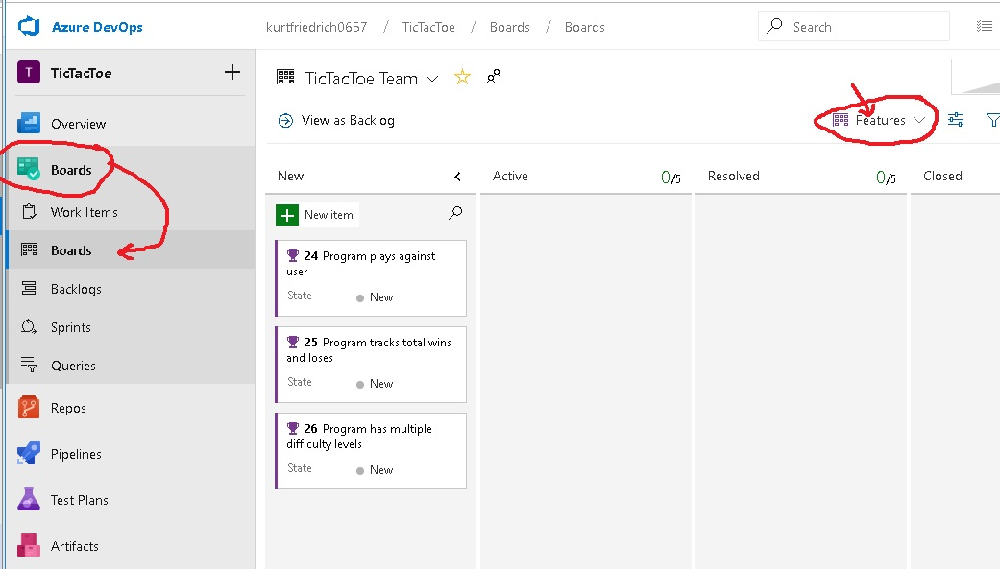 Azure DevOps
kurtfriedrich0657 / TicTacToe / Boards / Boards
Search
T TicTacToe
TicTacToe Team
Overview
View as Backlog
Features
Boards
Work Items
Boards
Backlogs
Sprints
Queries
Repos
Pipelines
Test Plans
Artifacts
New
Active 0/5
Resolved 0/5
Closed
New item
24 Program plays against
user
State New
25 Program tracks total wins
and loses
State New
26 Program has multiple
difficulty levels
State New